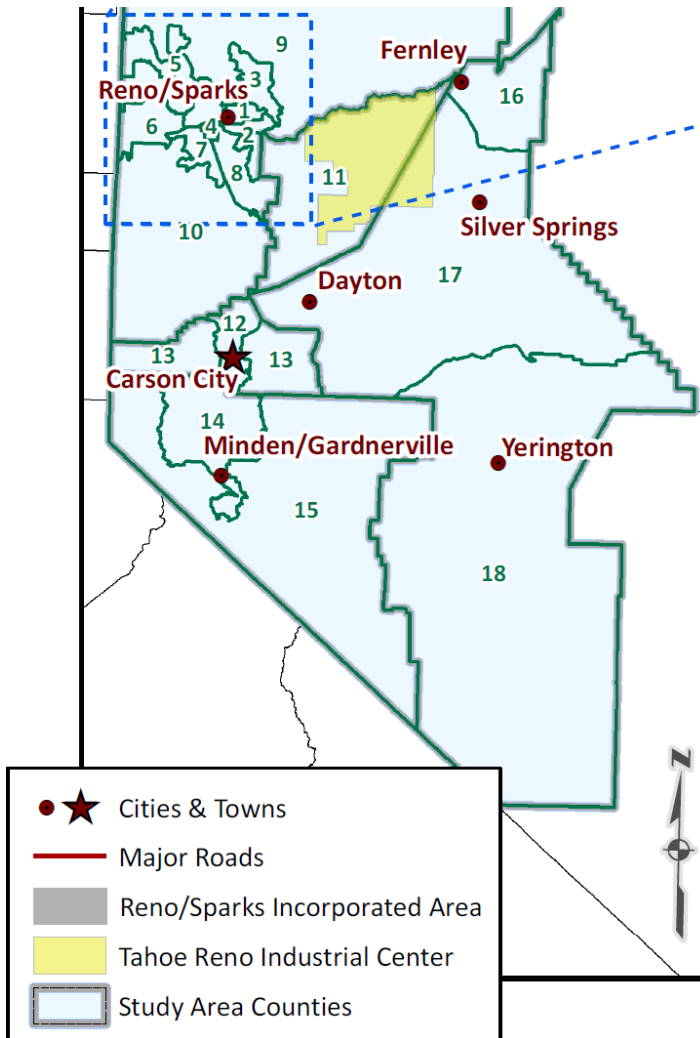 9
Fernley
5
3
Reno/Sparks
16
1
4
6
2
7
8
11
Silver Springs
10
17
Dayton
12
13
13
Carson City
14
Minden/Gardnerville
Yerington
15
18
N
Cities & Towns
Major Roads
Reno/Sparks Incorporated Area
Tahoe Reno Industrial Center
Study Area Counties